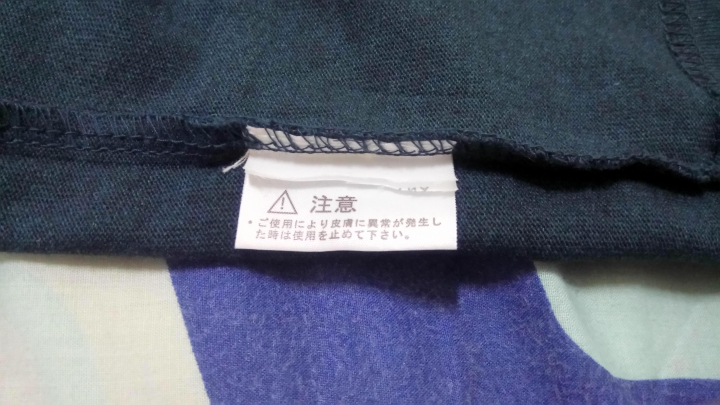 ⚠ 注意
・ご使用により皮膚に異常が発生し
た時は使用を止めて下さい。